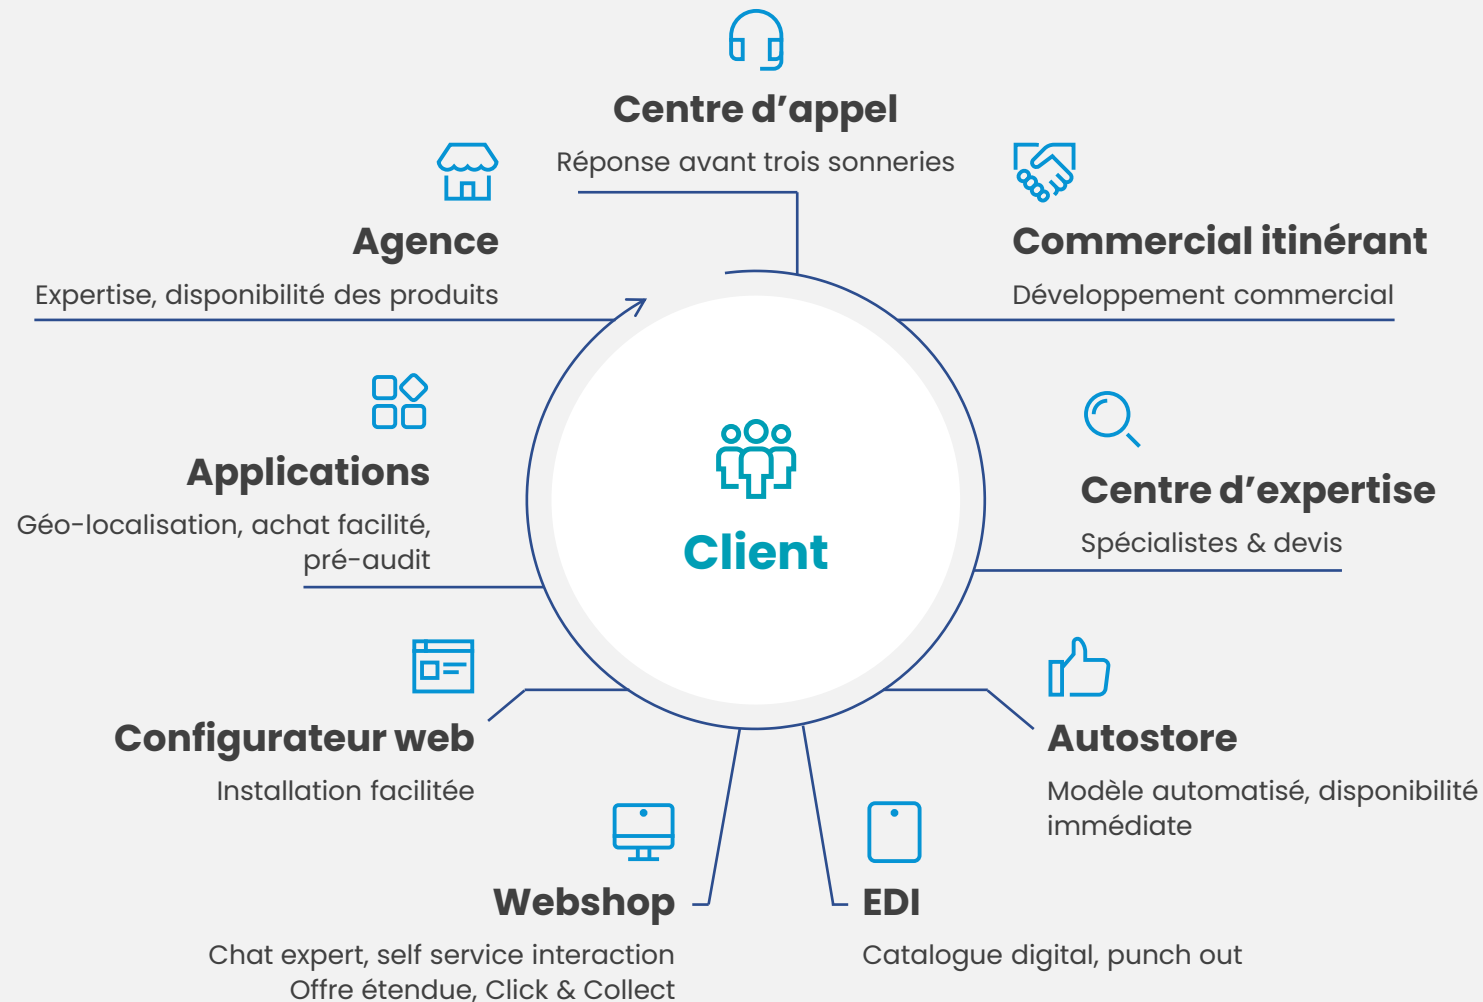 Centre d’appel
Réponse avant trois sonneries
Commercial itinérant
Développement commercial
Centre d’expertise
Spécialistes & devis
Autostore
Modèle automatisé, disponibilité
immédiate
EDI
Catalogue digital, punch out
Webshop
Chat expert, self service interaction
Offre étendue, Click & Collect
Configurateur web
Installation facilitée
Applications
Géo-localisation, achat facilité,
pré-audit
Agence
Expertise, disponibilité des produits
Client